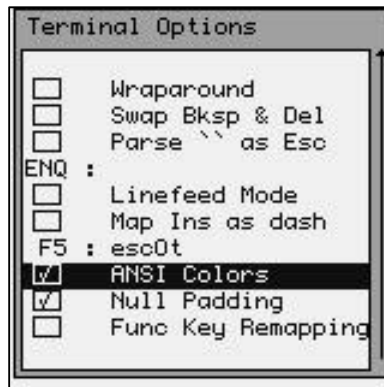 Terminal Options
Wraparound
Swap Bksp & Del
Parse `` as Esc
ENQ :
Linefeed Mode
Map Ins as dash
F5 : escOt
ANSI Colors
Null Padding
Func Key Remapping